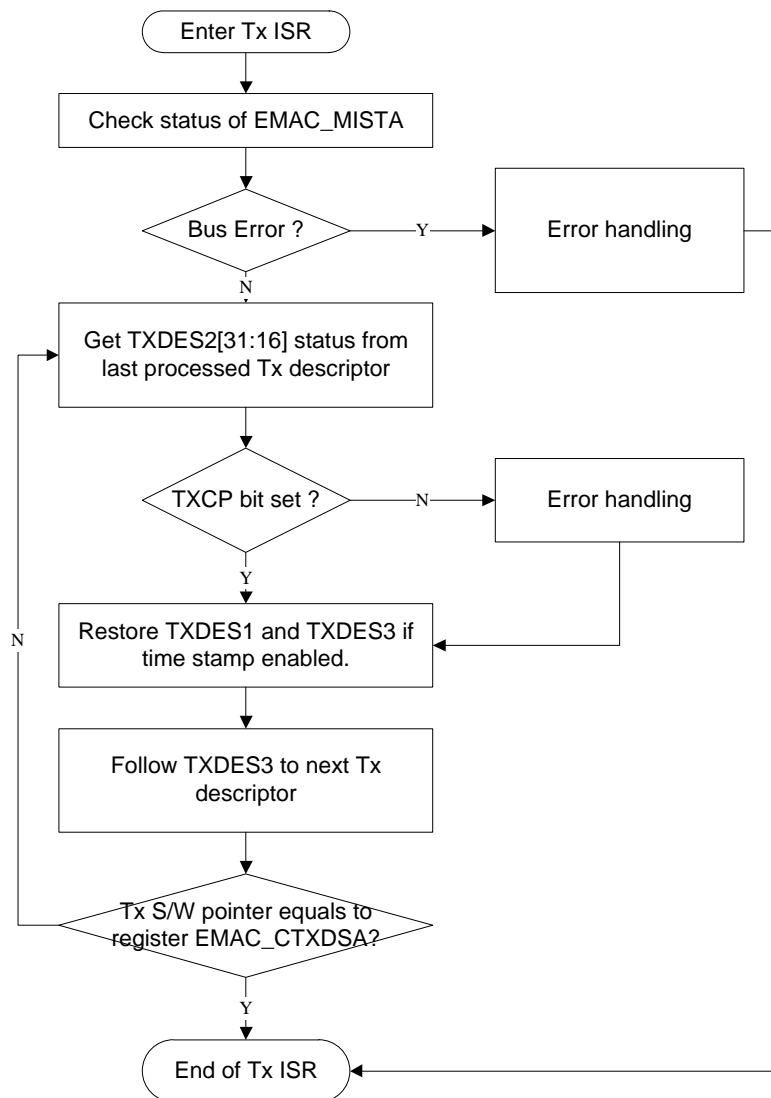 Enter Tx ISR
Check status of EMAC_MISTA
Bus Error ?
Y
Error handling
N
Get TXDES2[31:16] status from
last processed Tx descriptor
TXCP bit set ?
N
Error handling
Y
Restore TXDES1 and TXDES3 if
time stamp enabled.
N
Follow TXDES3 to next Tx
descriptor
Tx S/W pointer equals to
register EMAC_CTXDSA?
Y
End of Tx ISR